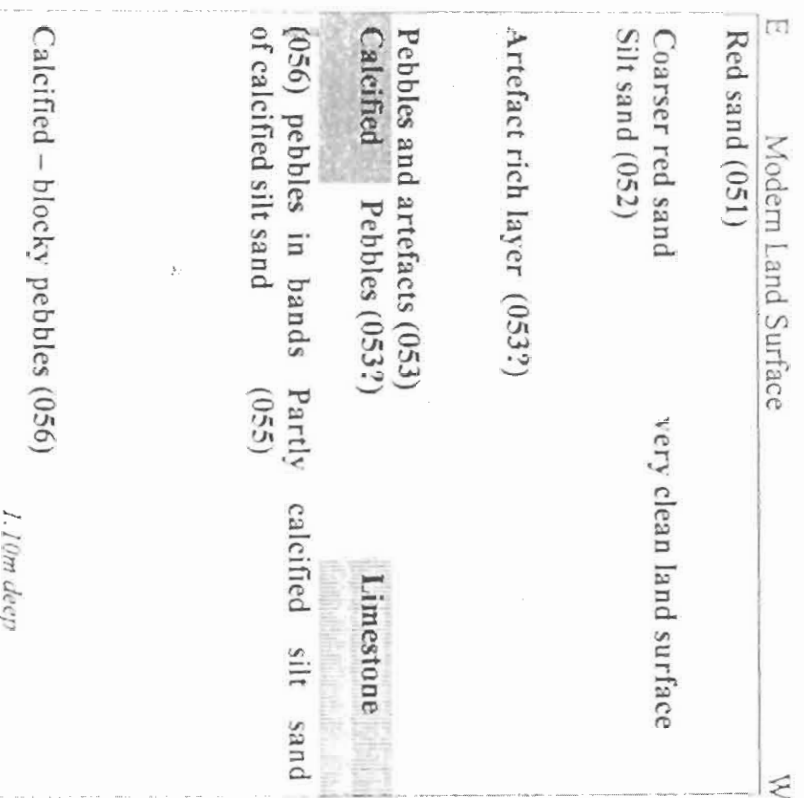 E Modern Land Surface W
Red sand (051)
Coarser red sand very clean land surface
Silt sand (052)
Artefact rich layer (053?)
Pebbles and artefacts (053)
Calcified Pebbles (053?) Limestone
(056) pebbles in bands Partly calcified silt sand
of calcified silt sand (055)
Calcified – blocky pebbles (056)
1.10m deep